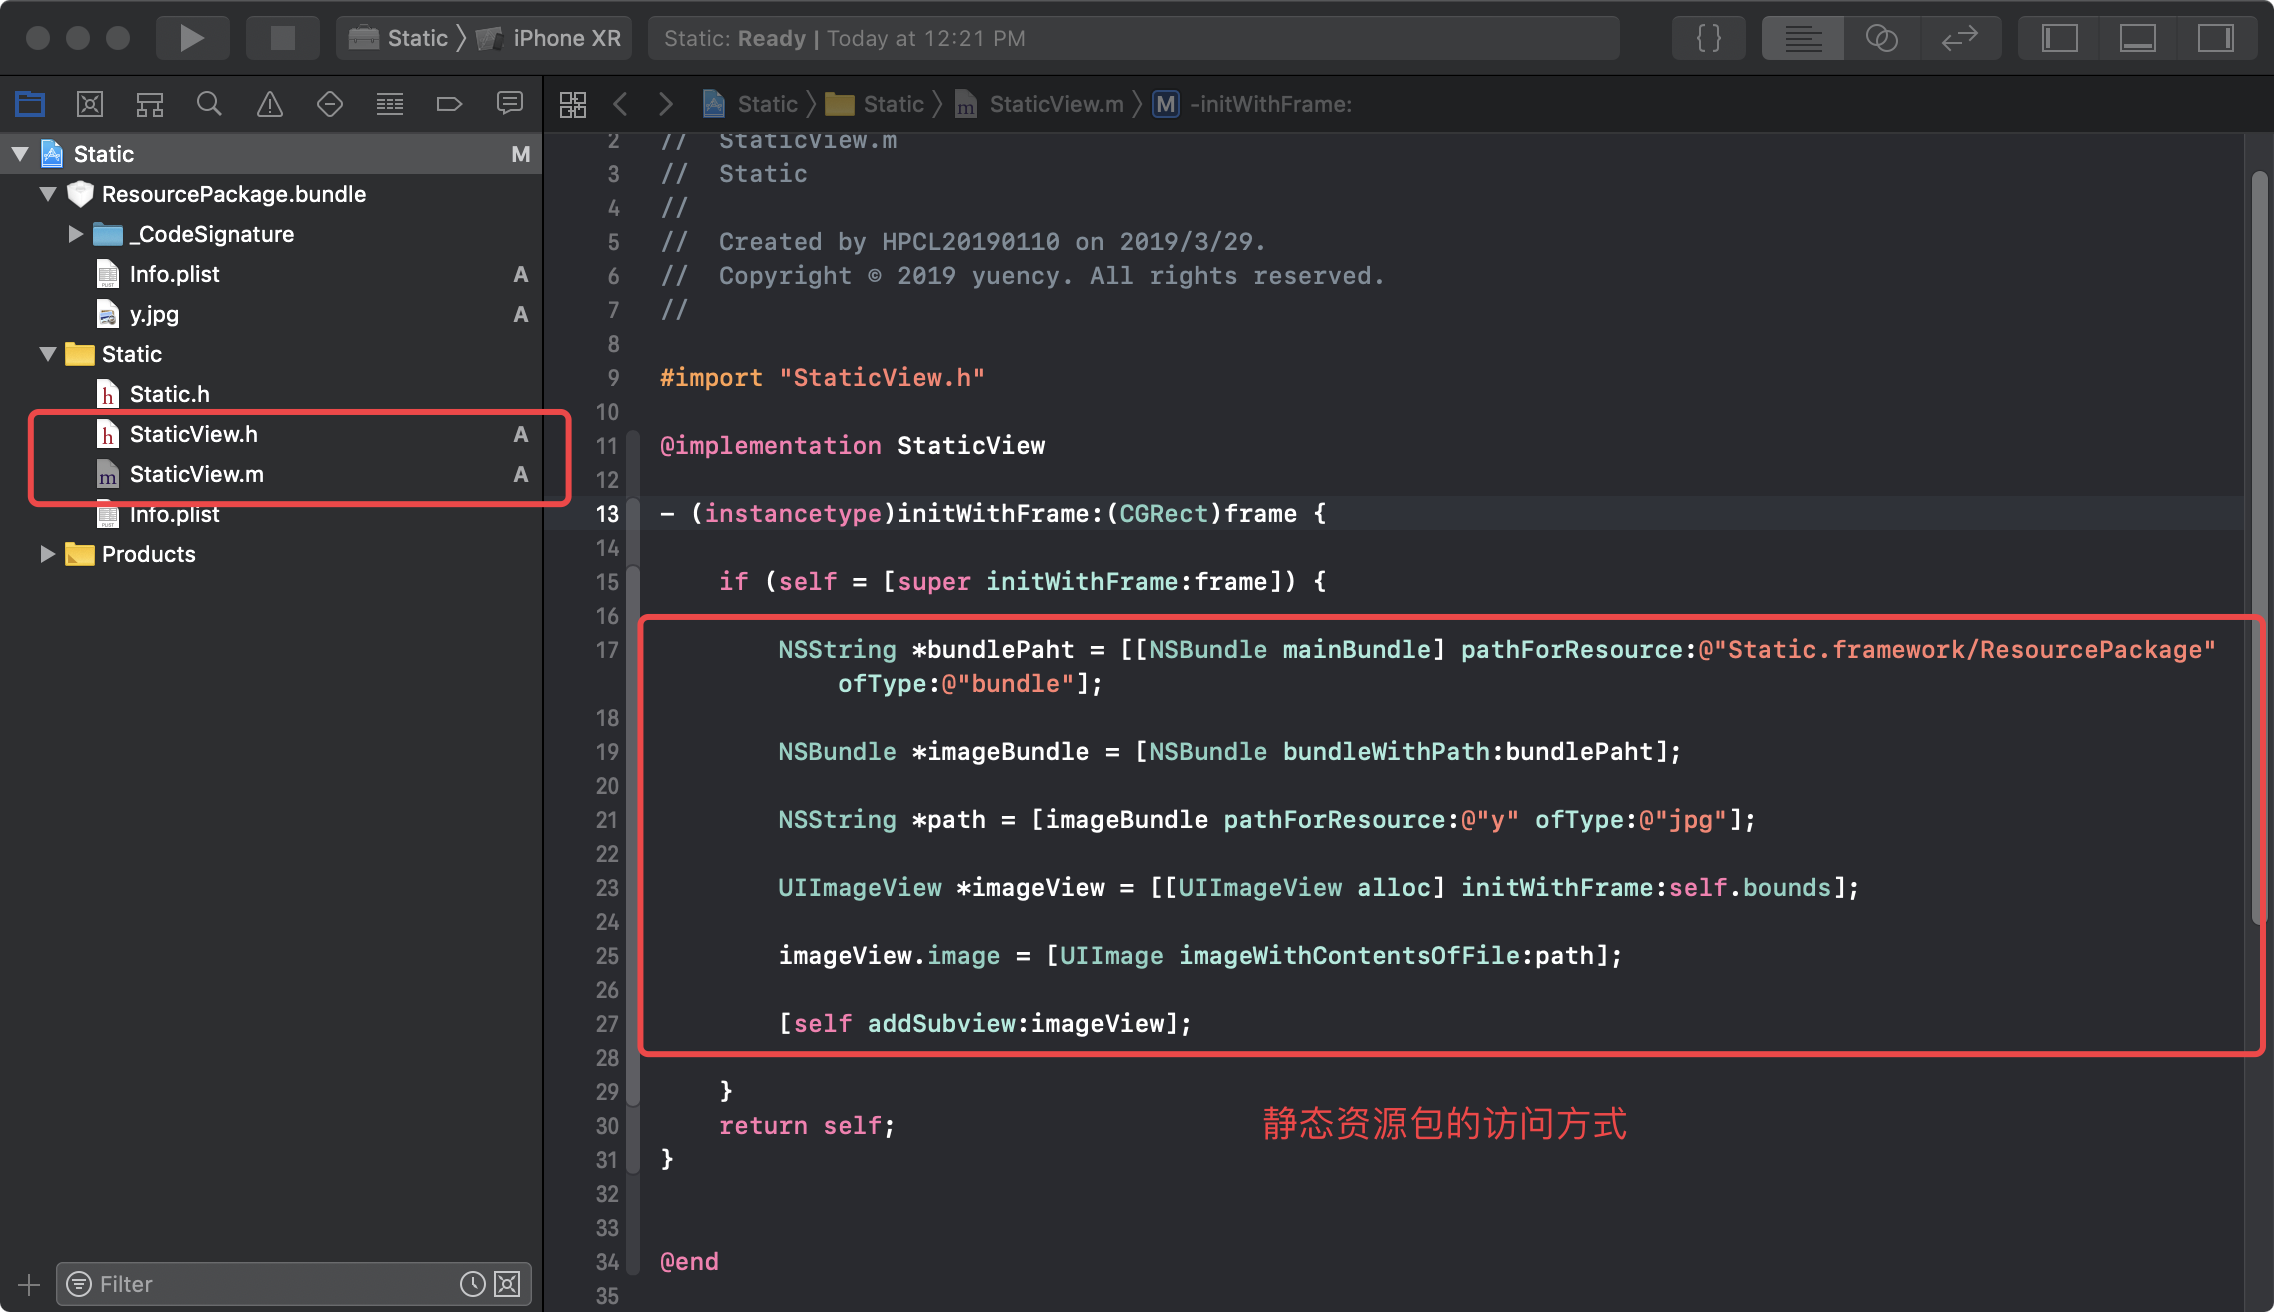 Static 〉 iPhone XR
Static: Ready | Today at 12:21 PM
{ }
Static 〉 Static 〉 StaticView.m 〉 M -initWithFrame:
Static M
ResourcePackage.bundle
_CodeSignature
Info.plist A
y.jpg A
Static
Static.h
StaticView.h A
StaticView.m A
Info.plist
Products
Filter
2 // StaticView.m
3 // Static
4 //
5 // Created by HPCL20190110 on 2019/3/29.
6 // Copyright © 2019 yuency. All rights reserved.
7 //
8
9 #import "StaticView.h"
10
11 @implementation StaticView
12
13 - (instancetype)initWithFrame:(CGRect)frame {
14
15 if (self = [super initWithFrame:frame]) {
16
17 NSString *bundlePaht = [[NSBundle mainBundle] pathForResource:@"Static.framework/ResourcePackage"
ofType:@"bundle"];
18
19 NSBundle *imageBundle = [NSBundle bundleWithPath:bundlePaht];
20
21 NSString *path = [imageBundle pathForResource:@"y" ofType:@"jpg"];
22
23 UIImageView *imageView = [[UIImageView alloc] initWithFrame:self.bounds];
24
25 imageView.image = [UIImage imageWithContentsOfFile:path];
26
27 [self addSubview:imageView];
28
29 }
30 return self;
静态资源包的访问方式
31 }
32
33
34 @end
35